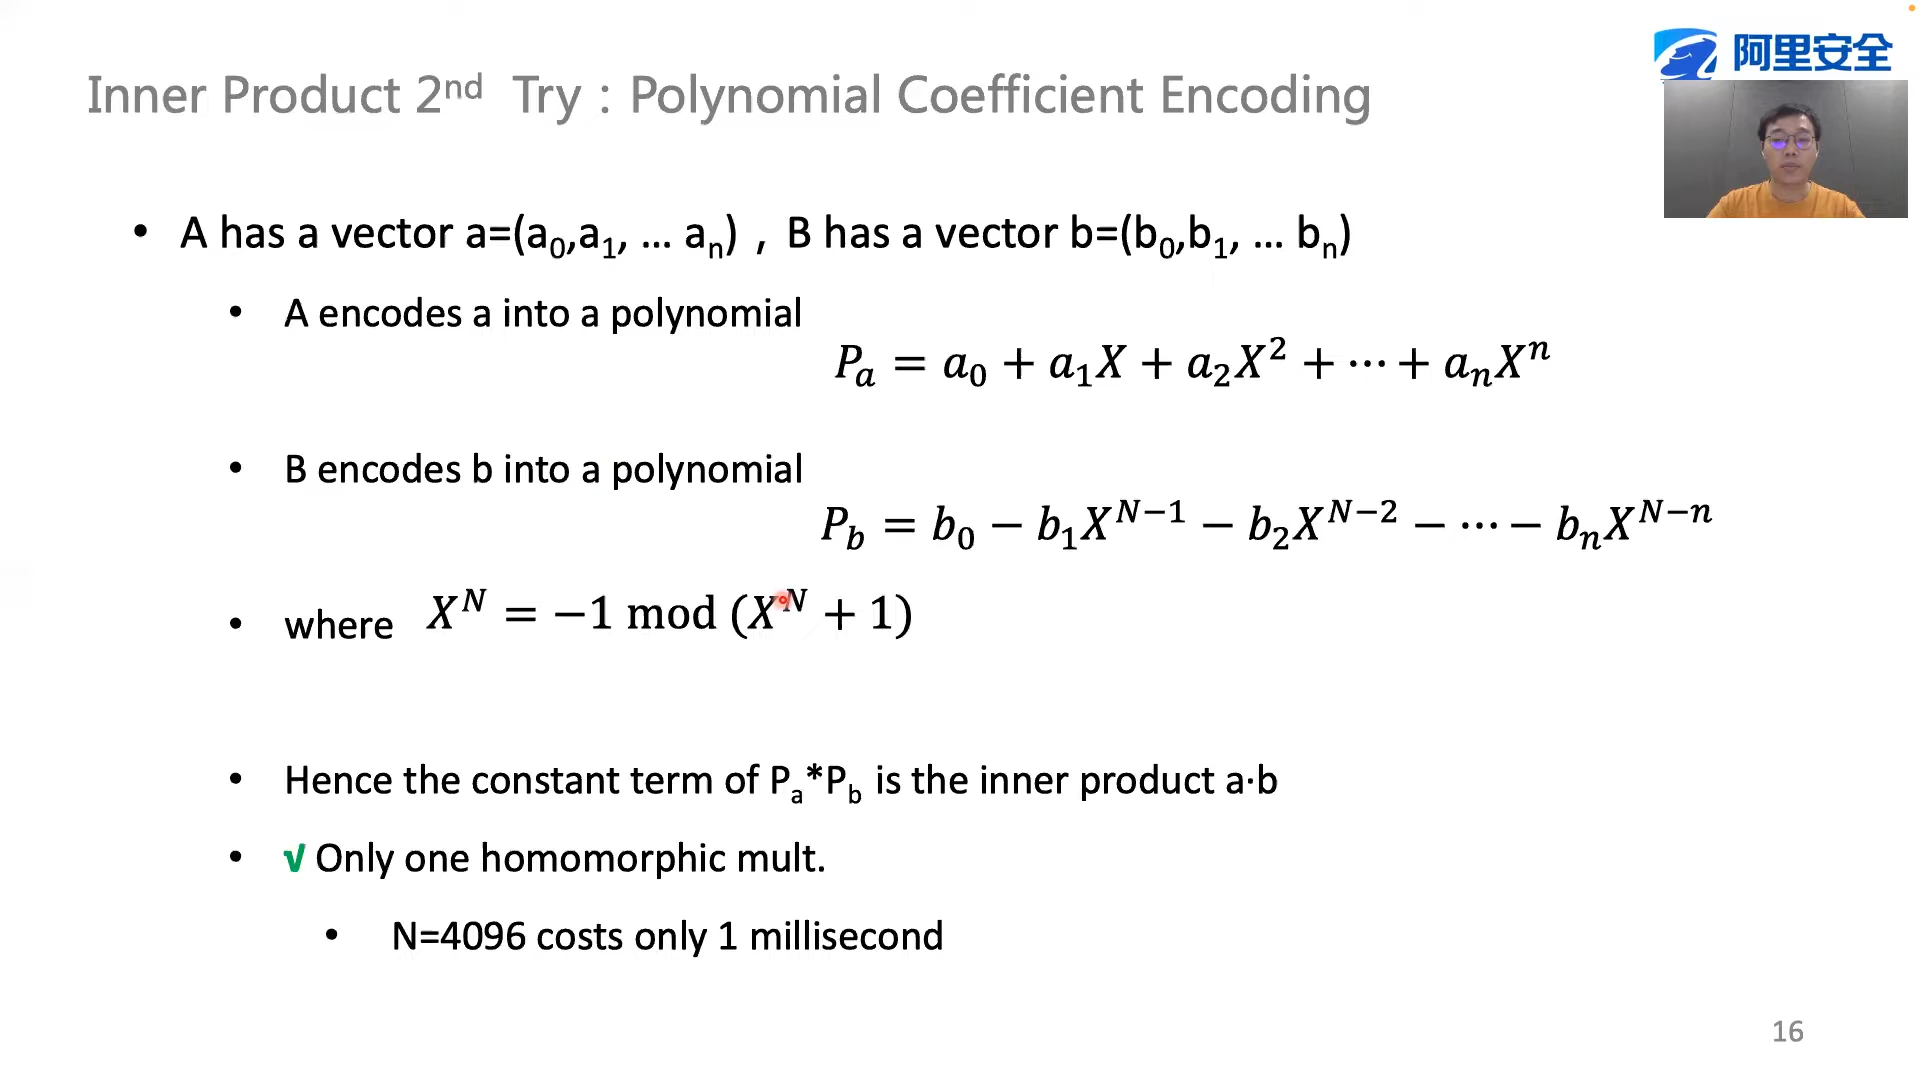 阿里安全
Inner Product 2nd Try：Polynomial Coefficient Encoding
• A has a vector a=(a₀,a₁, … aₙ)，B has a vector b=(b₀,b₁, … bₙ)
• A encodes a into a polynomial
Pₐ = a₀ + a₁X + a₂X² + ⋯ + aₙXⁿ
• B encodes b into a polynomial
P_b = b₀ − b₁X^{N−1} − b₂X^{N−2} − ⋯ − bₙX^{N−n}
• where X^N = −1 mod (X^N + 1)
• Hence the constant term of Pₐ*P_b is the inner product a·b
• √ Only one homomorphic mult.
• N=4096 costs only 1 millisecond
16